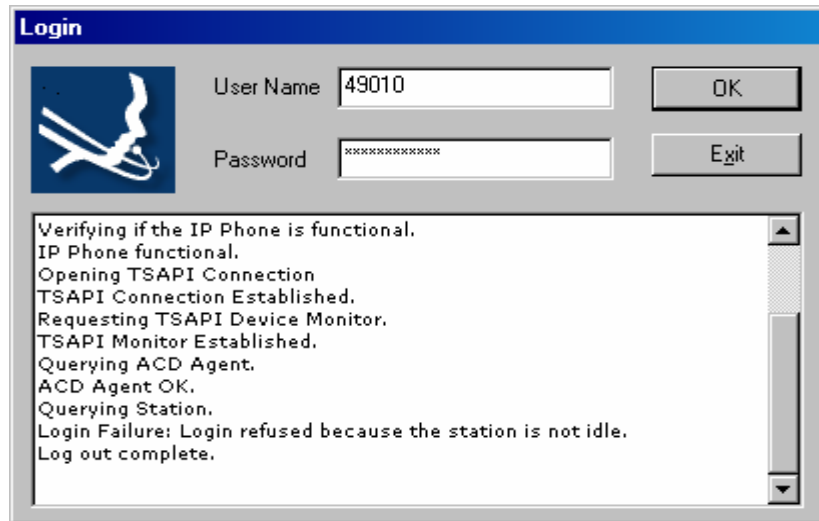 Login
User Name 49010 OK
Password ************ Exit
Verifying if the IP Phone is functional.
IP Phone functional.
Opening TSAPI Connection
TSAPI Connection Established.
Requesting TSAPI Device Monitor.
TSAPI Monitor Established.
Querying ACD Agent.
ACD Agent OK.
Querying Station.
Login Failure: Login refused because the station is not idle.
Log out complete.